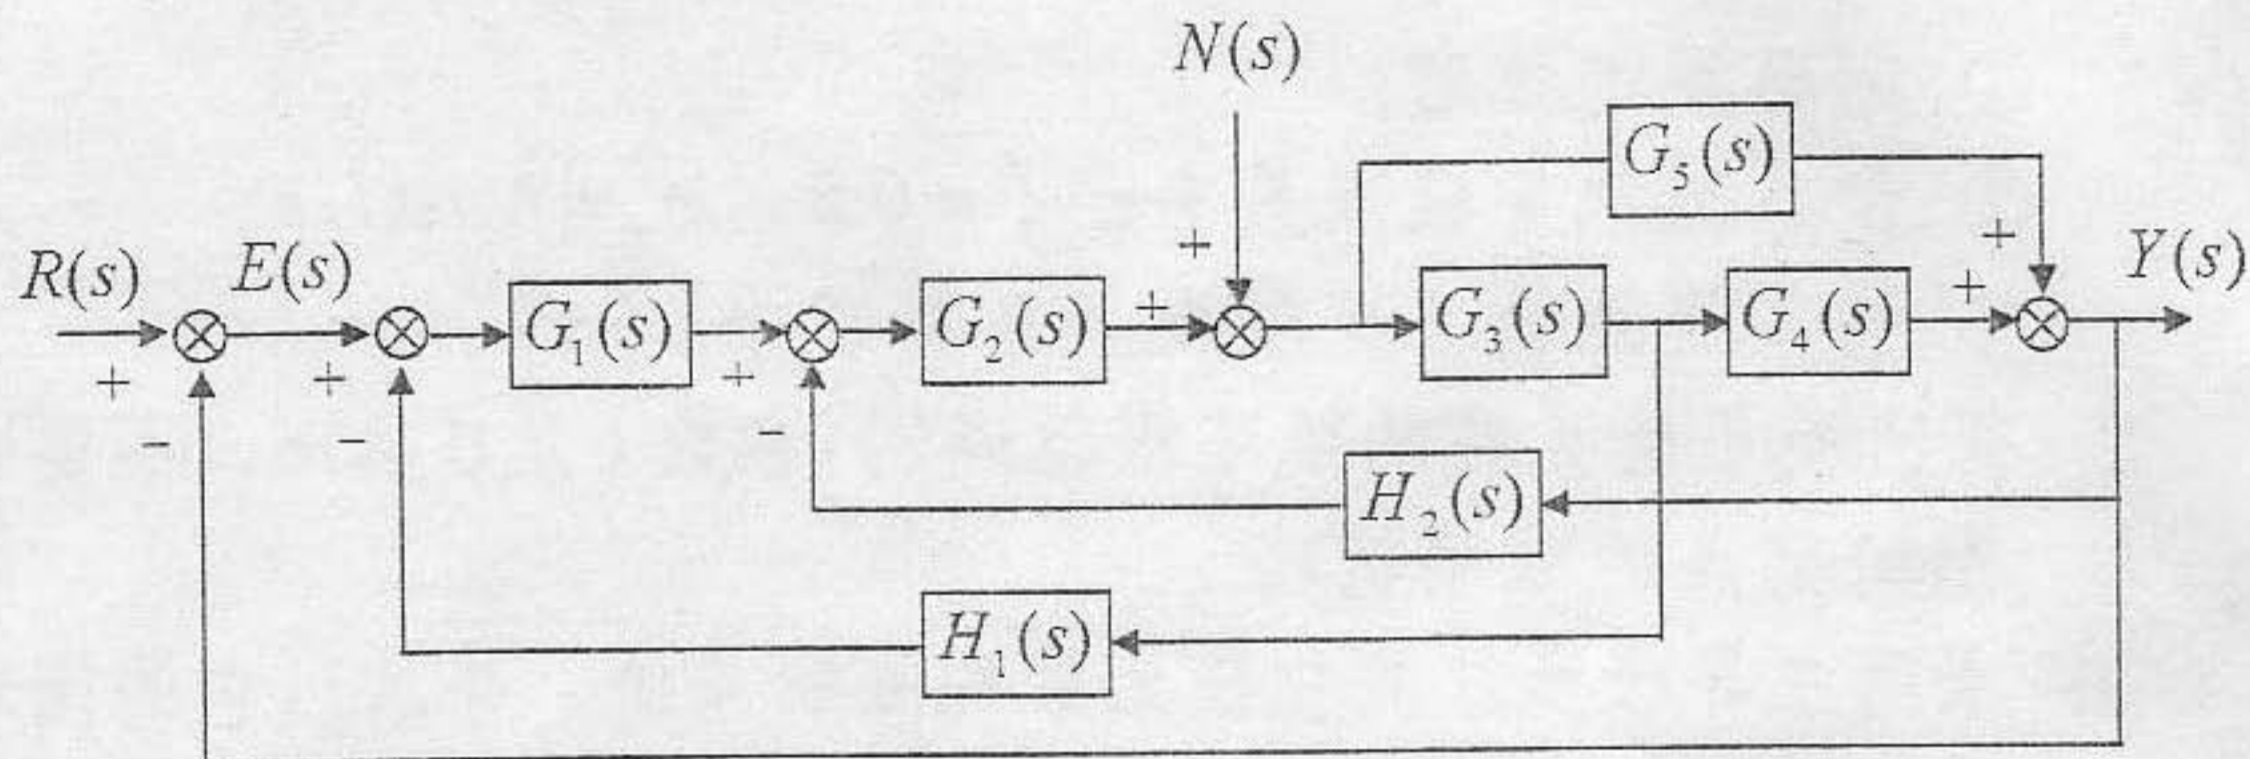 N(s)
G₅(s)
R(s)
E(s)
G₁(s)
G₂(s)
G₃(s)
G₄(s)
Y(s)
+
+
+
+
+
+
+
−
−
−
H₂(s)
H₁(s)